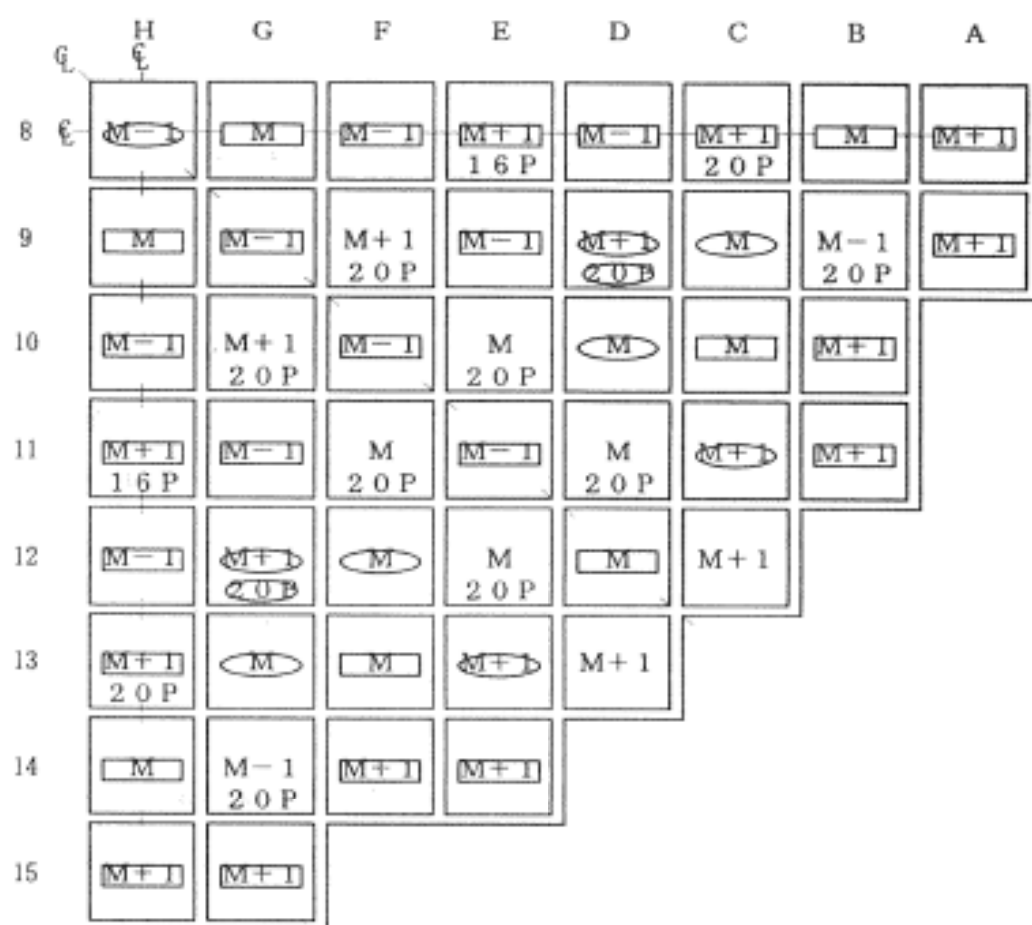 H G F E D C B A
℄ ℄
8 ℄ M-1 M M-1 M+1 M-1 M+1 M M+1
16P 20P
9 M M-1 M+1 M-1 M+1 M M-1 M+1
20P 20P 20P
10 M-1 M+1 M-1 M M M M+1
20P 20P
11 M+1 M-1 M M-1 M M+1 M+1
16P 20P 20P
12 M-1 M+1 M M M M+1
20P 20P
13 M+1 M M M+1 M+1
20P
14 M M-1 M+1 M+1
20P
15 M+1 M+1